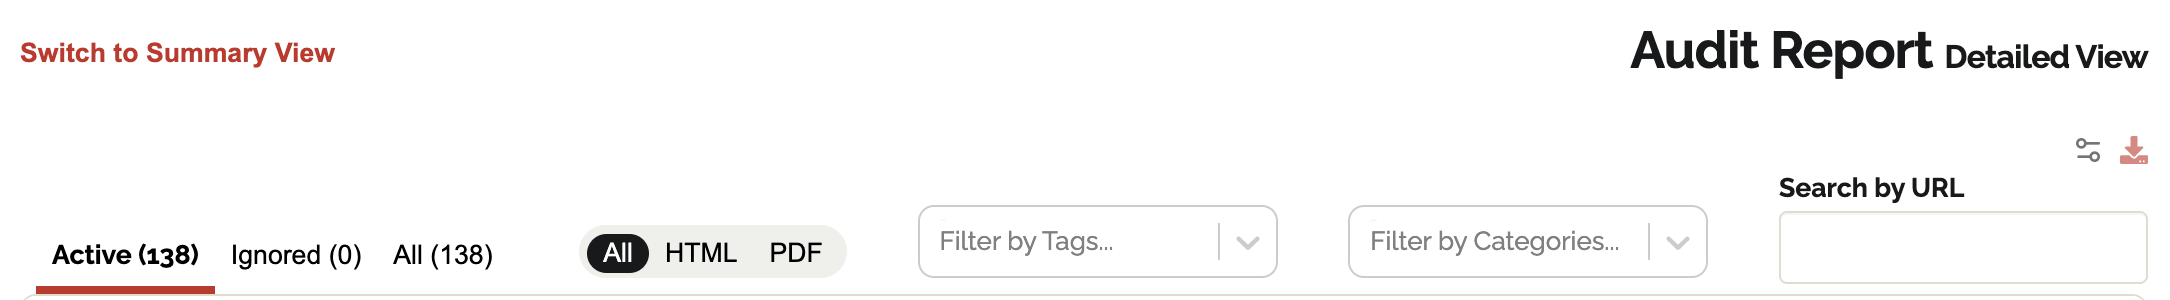 Switch to Summary View
Audit Report Detailed View
Search by URL
Active (138) Ignored (0) All (138) All HTML PDF Filter by Tags... Filter by Categories...